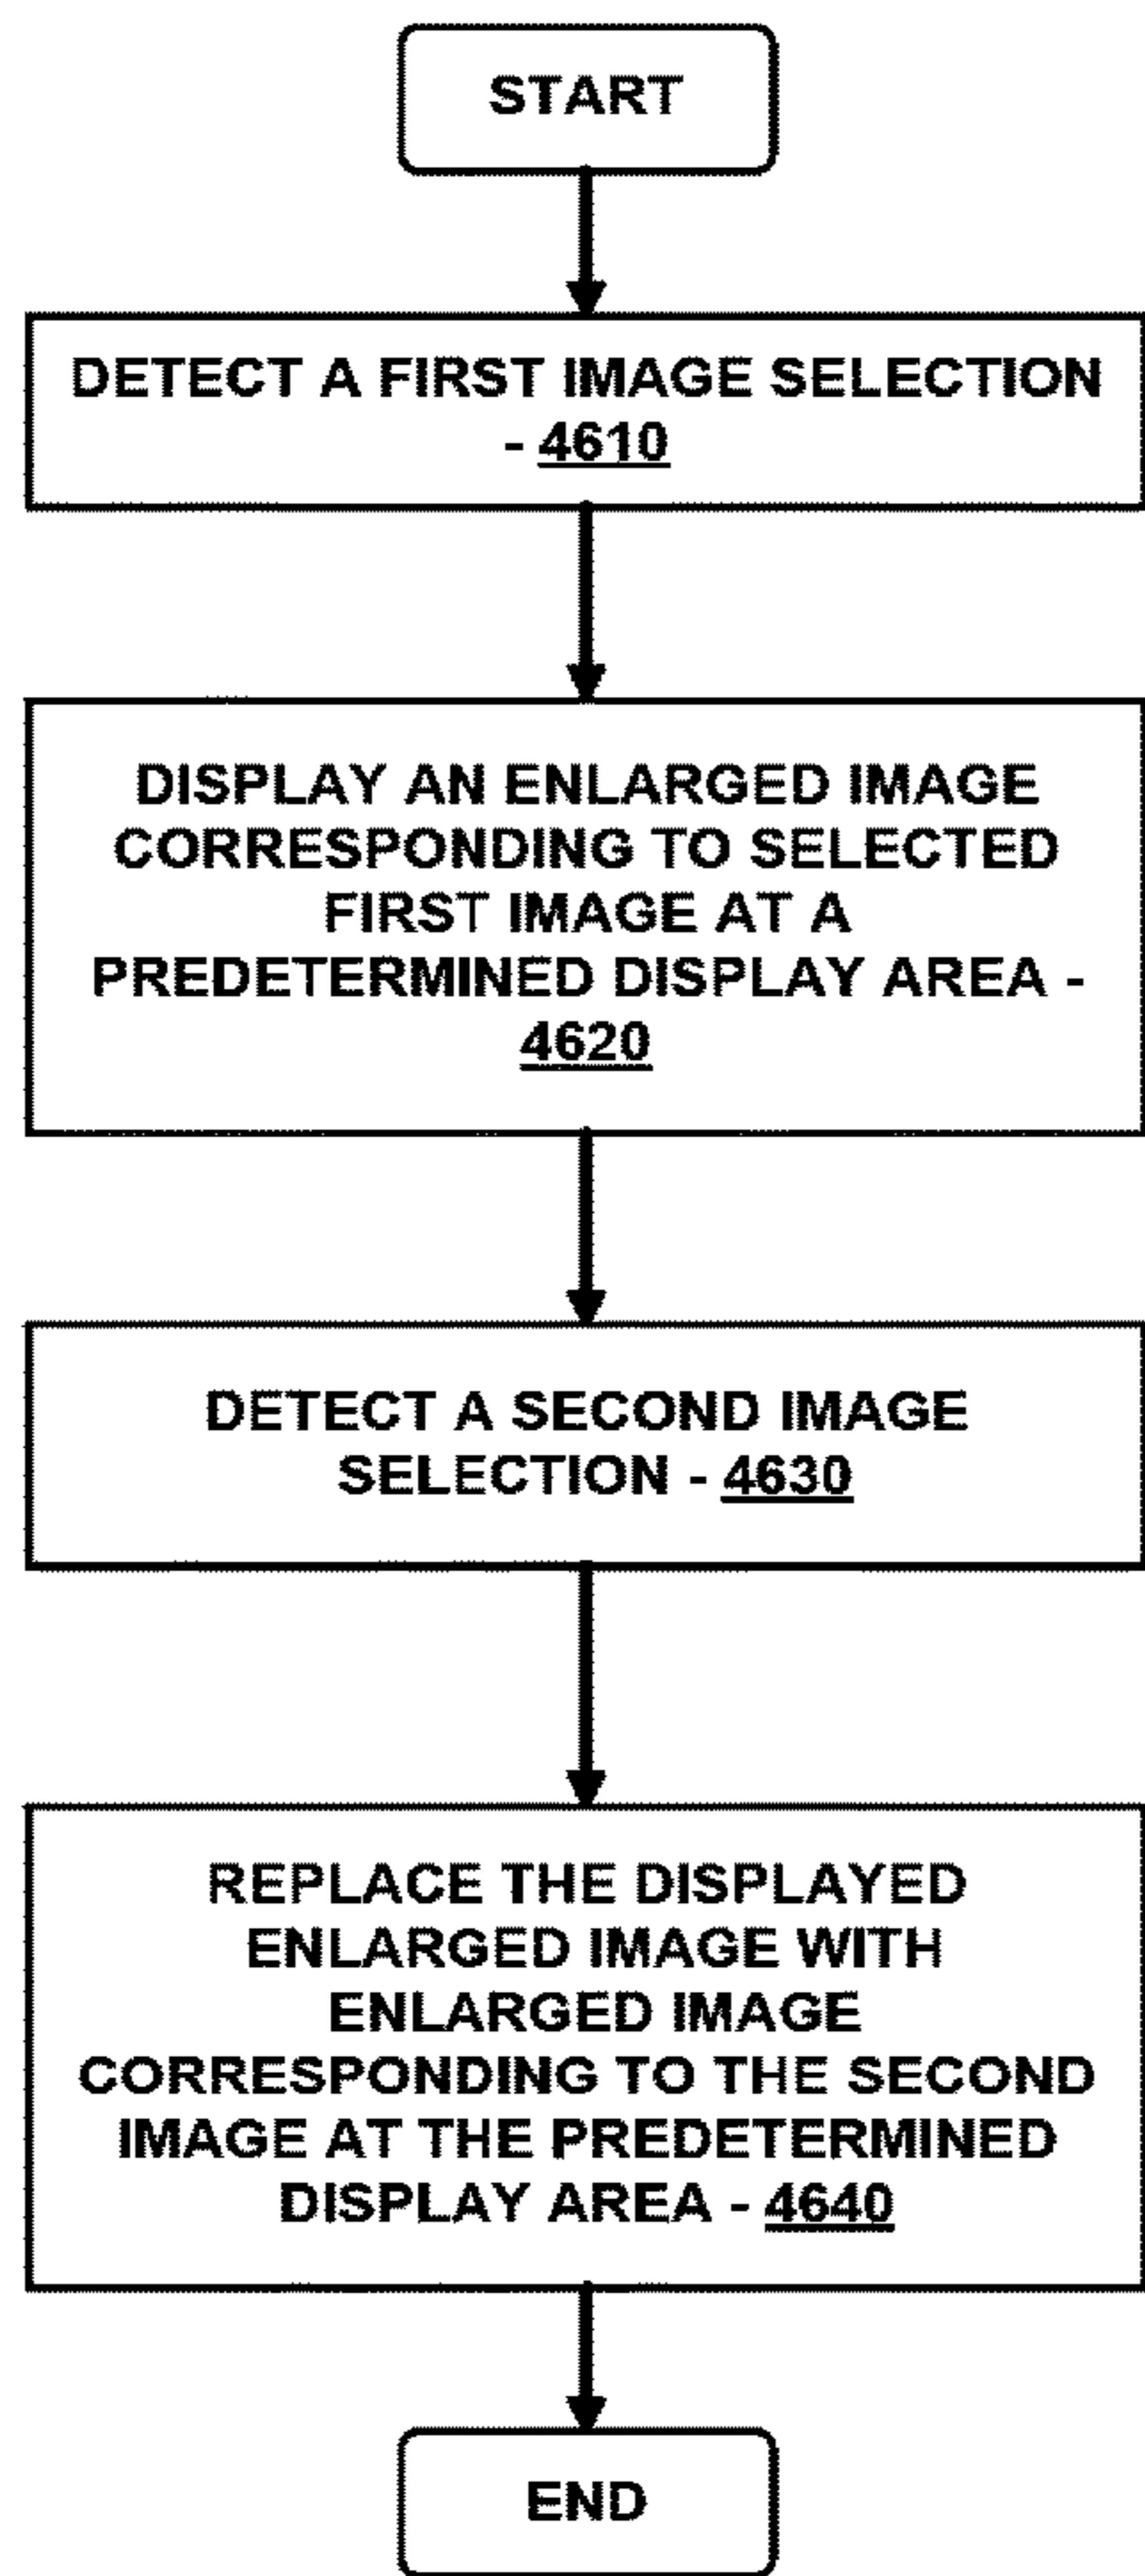 START
DETECT A FIRST IMAGE SELECTION
- 4610
DISPLAY AN ENLARGED IMAGE
CORRESPONDING TO SELECTED
FIRST IMAGE AT A
PREDETERMINED DISPLAY AREA -
4620
DETECT A SECOND IMAGE
SELECTION - 4630
REPLACE THE DISPLAYED
ENLARGED IMAGE WITH
ENLARGED IMAGE
CORRESPONDING TO THE SECOND
IMAGE AT THE PREDETERMINED
DISPLAY AREA - 4640
END